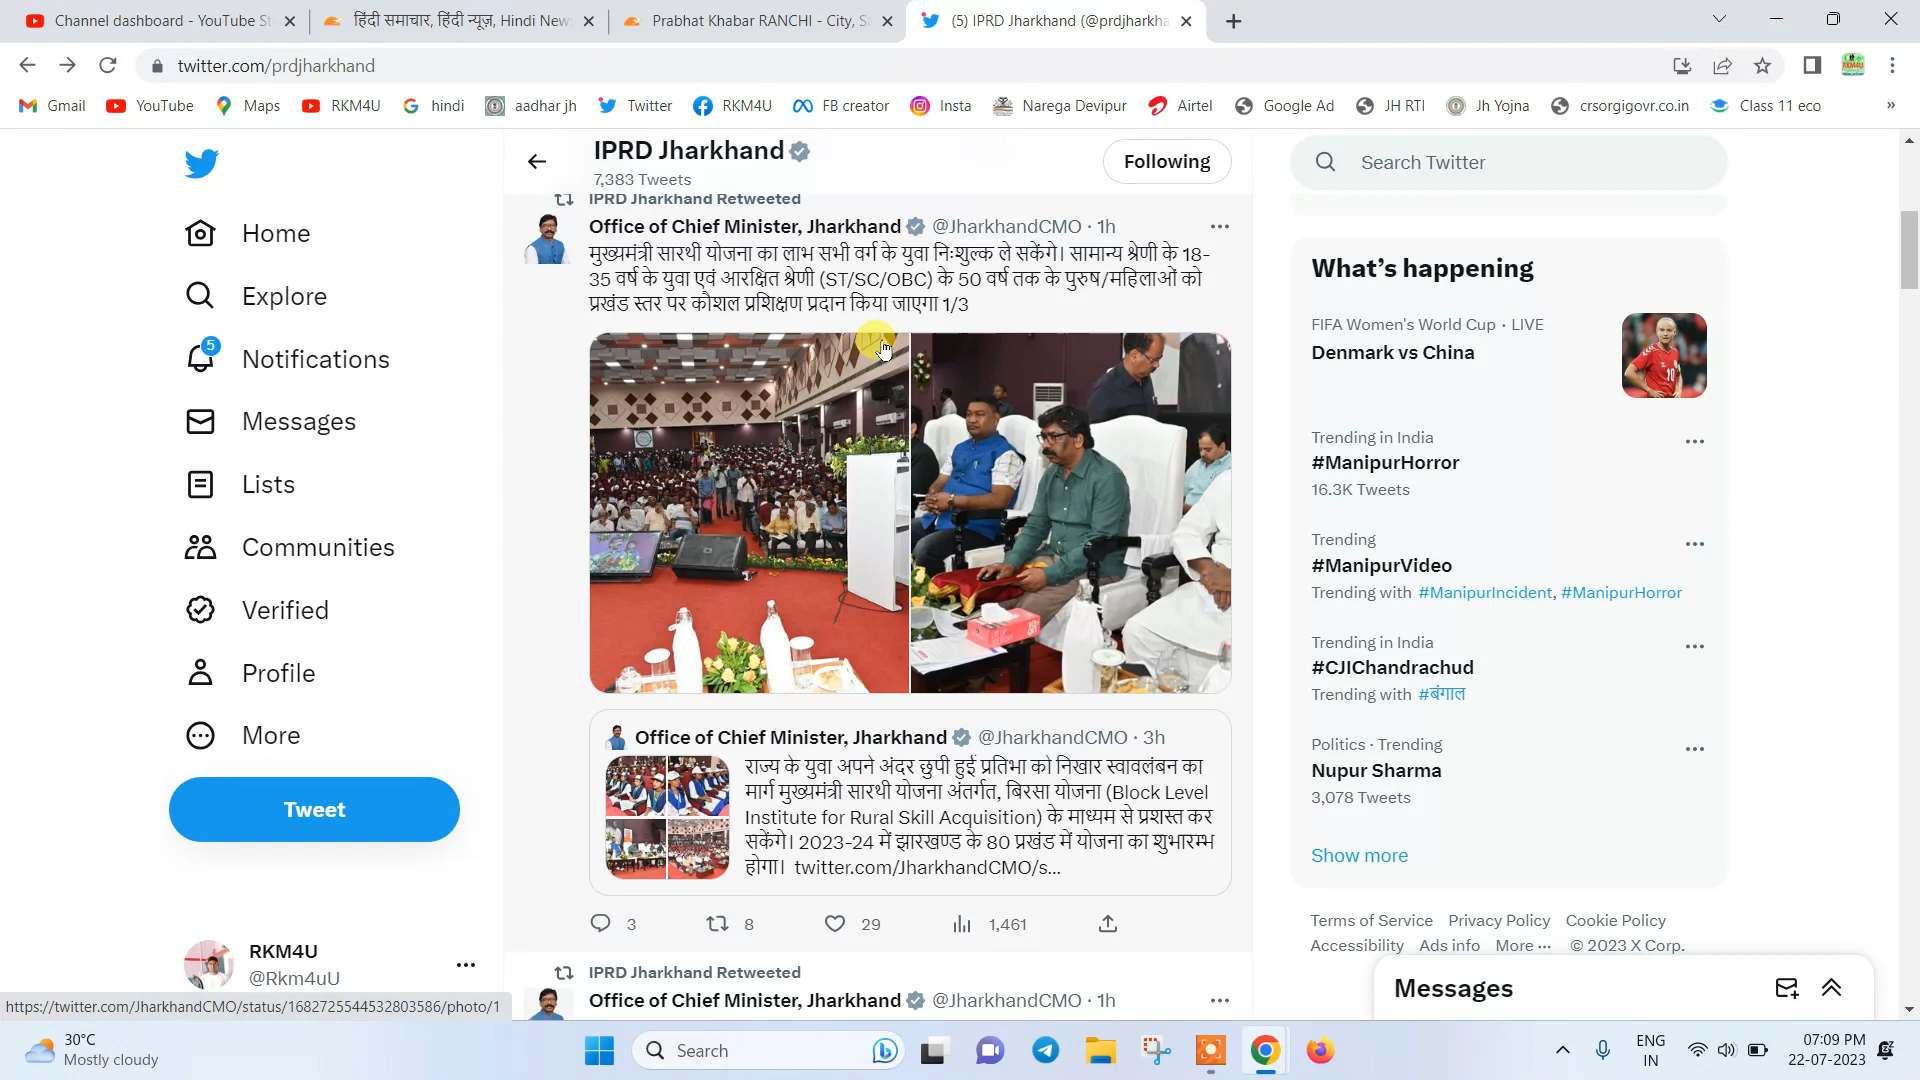 Channel dashboard - YouTube St
हिंदी समाचार, हिंदी न्यूज़, Hindi New
Prabhat Khabar RANCHI - City, S
(5) IPRD Jharkhand (@prdjharkha
twitter.com/prdjharkhand
Gmail
YouTube
Maps
RKM4U
hindi
aadhar jh
Twitter
RKM4U
FB creator
Insta
Narega Devipur
Airtel
Google Ad
JH RTI
Jh Yojna
crsorgigovr.co.in
Class 11 eco
»
Home
Explore
5
Notifications
Messages
Lists
Communities
Verified
Profile
More
Tweet
RKM4U
@Rkm4uU
IPRD Jharkhand
7,383 Tweets
Following
IPRD Jharkhand Retweeted
Office of Chief Minister, Jharkhand @JharkhandCMO · 1h
मुख्यमंत्री सारथी योजना का लाभ सभी वर्ग के युवा निःशुल्क ले सकेंगे। सामान्य श्रेणी के 18-
35 वर्ष के युवा एवं आरक्षित श्रेणी (ST/SC/OBC) के 50 वर्ष तक के पुरुष/महिलाओं को
प्रखंड स्तर पर कौशल प्रशिक्षण प्रदान किया जाएगा 1/3
Office of Chief Minister, Jharkhand @JharkhandCMO · 3h
राज्य के युवा अपने अंदर छुपी हुई प्रतिभा को निखार स्वावलंबन का
मार्ग मुख्यमंत्री सारथी योजना अंतर्गत, बिरसा योजना (Block Level
Institute for Rural Skill Acquisition) के माध्यम से प्रशस्त कर
सकेंगे। 2023-24 में झारखण्ड के 80 प्रखंड में योजना का शुभारम्भ
होगा। twitter.com/JharkhandCMO/s...
3
8
29
1,461
IPRD Jharkhand Retweeted
Office of Chief Minister, Jharkhand @JharkhandCMO · 1h
Search Twitter
What's happening
FIFA Women's World Cup · LIVE
Denmark vs China
10
Trending in India
#ManipurHorror
16.3K Tweets
Trending
#ManipurVideo
Trending with #ManipurIncident, #ManipurHorror
Trending in India
#CJIChandrachud
Trending with #बंगाल
Politics · Trending
Nupur Sharma
3,078 Tweets
Show more
Terms of Service Privacy Policy Cookie Policy
Accessibility Ads info More ··· © 2023 X Corp.
Messages
https://twitter.com/JharkhandCMO/status/1682725544532803586/photo/1
30°C
Mostly cloudy
Search
ENG
IN
07:09 PM
22-07-2023